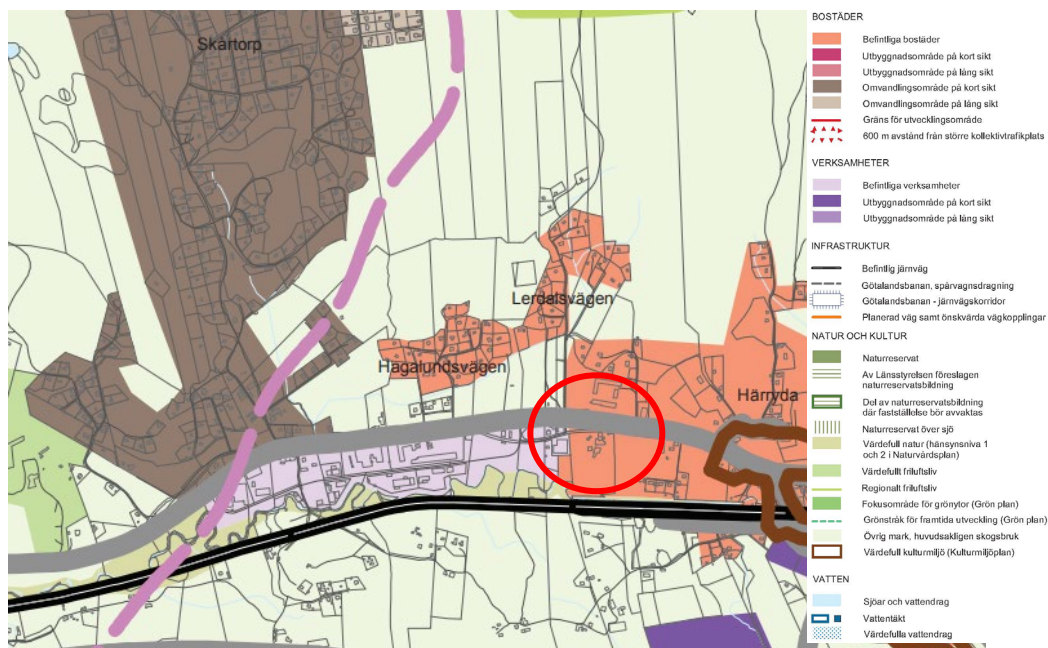 Skårtorp
Lerdalsvägen
Hagalundsvägen
Härryda
BOSTÄDER
Befintliga bostäder
Utbyggnadsområde på kort sikt
Utbyggnadsområde på lång sikt
Omvandlingsområde på kort sikt
Omvandlingsområde på lång sikt
Gräns för utvecklingsområde
600 m avstånd från större kollektivtrafikplats
VERKSAMHETER
Befintliga verksamheter
Utbyggnadsområde på kort sikt
Utbyggnadsområde på lång sikt
INFRASTRUKTUR
Befintlig järnväg
Götalandsbanan, spårvagnsdragning
Götalandsbanan - järnvägskorridor
Planerad väg samt önskvärda vägkopplingar
NATUR OCH KULTUR
Naturreservat
Av Länsstyrelsen föreslagen
naturreservatsbildning
Del av naturreservatsbildning
där fastställelse bör avvaktas
Naturreservat över sjö
Värdefull natur (hänsynsnivå 1
och 2 i Naturvårdsplan)
Värdefullt friluftsliv
Regionalt friluftsliv
Fokusområde för grönytor (Grön plan)
Grönstråk för framtida utveckling (Grön plan)
Övrig mark, huvudsakligen skogsbruk
Värdefull kulturmiljö (Kulturmiljöplan)
VATTEN
Sjöar och vattendrag
Vattentäkt
Värdefulla vattendrag